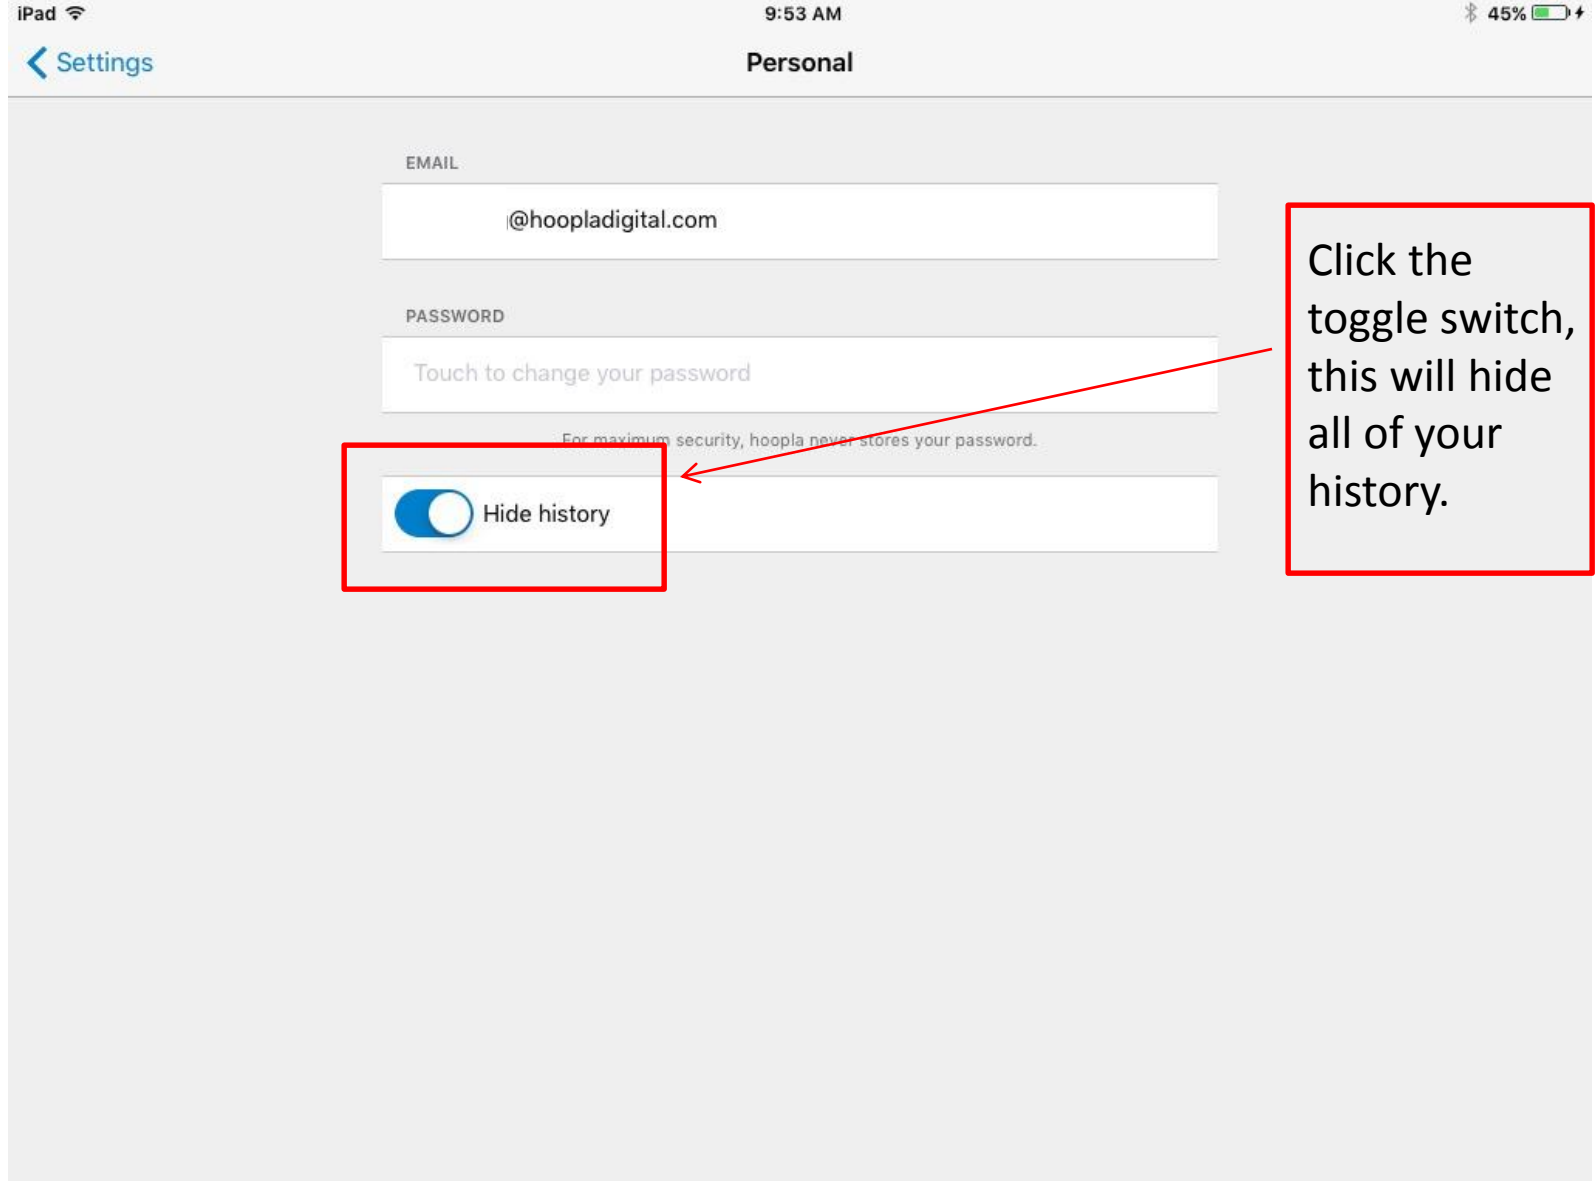 iPad 9:53 AM 45%
Settings Personal
EMAIL
@hoopladigital.com
PASSWORD
Touch to change your password
For maximum security, hoopla never stores your password.
Hide history
Click the
toggle switch,
this will hide
all of your
history.